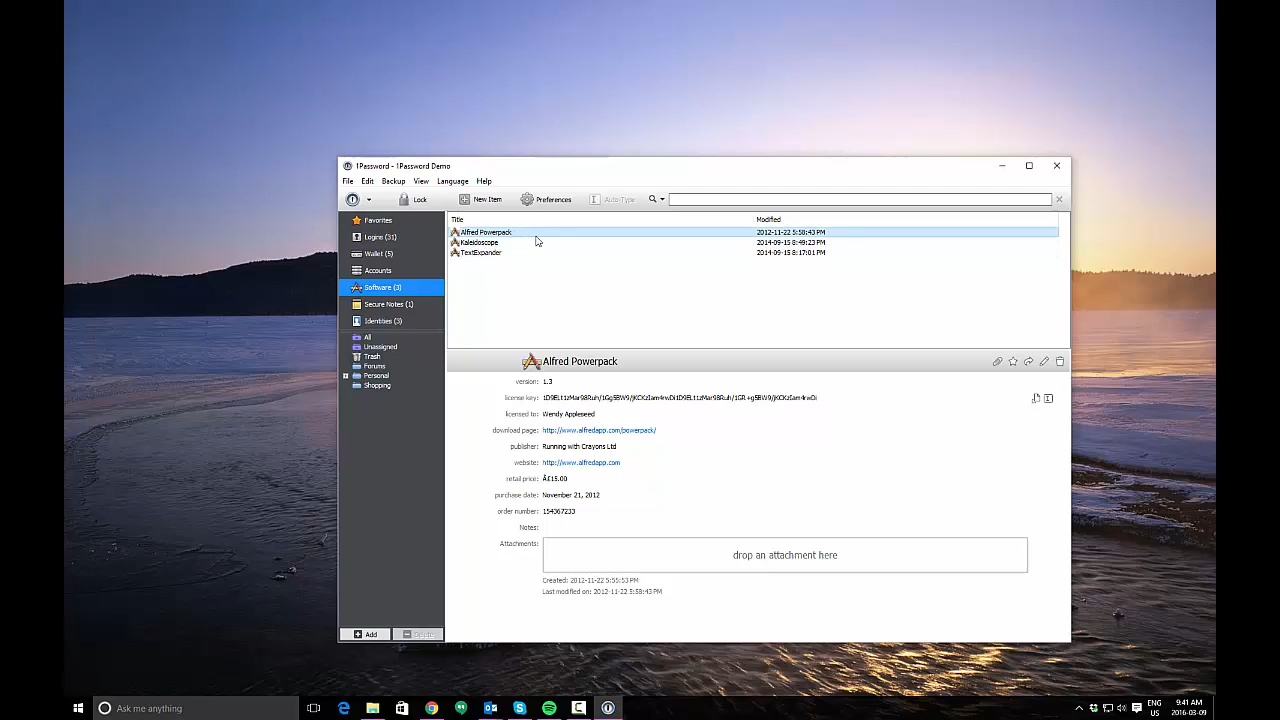 1Password - 1Password Demo
File Edit Backup View Language Help
Lock New Item Preferences Auto-Type
Favorites
Logins (31)
Wallet (5)
Accounts
Software (3)
Secure Notes (1)
Identities (3)
All
Unassigned
Trash
Forums
Personal
Shopping
Add Delete
Title Modified
Alfred Powerpack 2012-11-22 5:58:43 PM
Kaleidoscope 2014-09-15 8:49:23 PM
TextExpander 2014-09-15 8:17:01 PM
Alfred Powerpack
version: 1.3
license key:
licensed to: Wendy Appleseed
download page: http://www.alfredapp.com/powerpack/
publisher: Running with Crayons Ltd
website: http://www.alfredapp.com
retail price: Â£15.00
purchase date: November 21, 2012
order number: 154367233
Notes:
Attachments: drop an attachment here
Created: 2012-11-22 5:55:53 PM
Last modified on: 2012-11-22 5:58:43 PM
Ask me anything
ENG 9:41 AM
US 2016-03-09